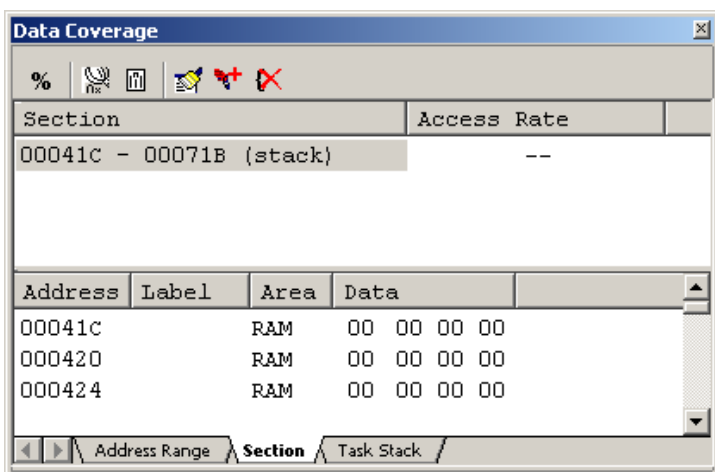 Data Coverage
%
Section Access Rate
00041C - 00071B (stack) --
Address Label Area Data
00041C RAM 00 00 00 00
000420 RAM 00 00 00 00
000424 RAM 00 00 00 00
Address Range Section Task Stack